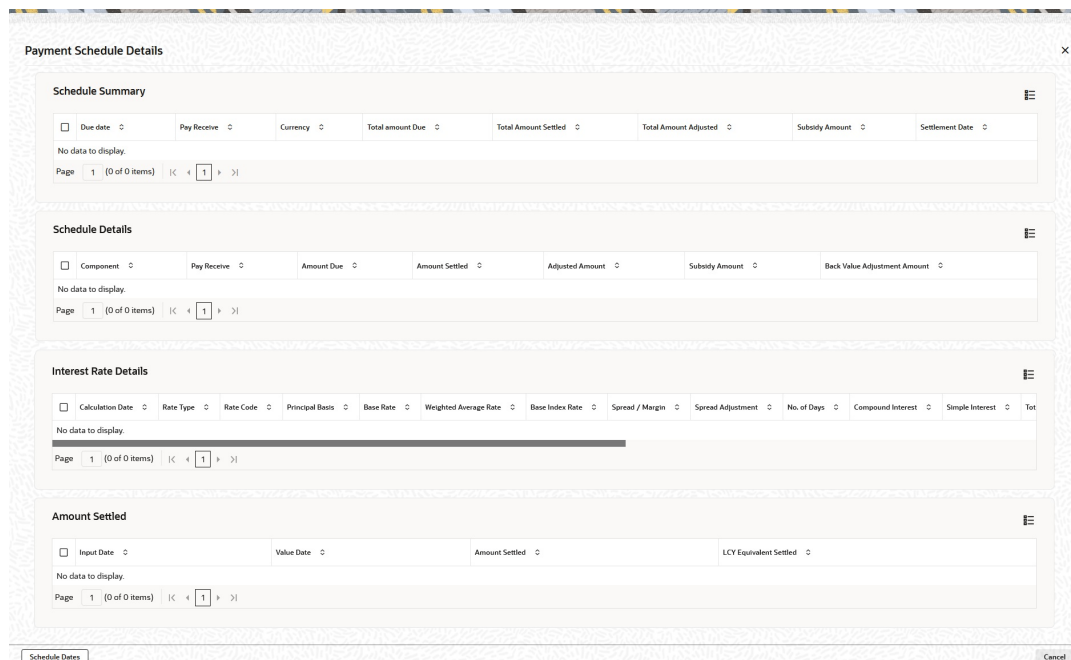 Payment Schedule Details
Schedule Summary
Due date Pay Receive Currency Total amount Due Total Amount Settled Total Amount Adjusted Subsidy Amount Settlement Date
No data to display.
Page 1 (0 of 0 items) 1
Schedule Details
Component Pay Receive Amount Due Amount Settled Adjusted Amount Subsidy Amount Back Value Adjustment Amount
No data to display.
Page 1 (0 of 0 items) 1
Interest Rate Details
Calculation Date Rate Type Rate Code Principal Basis Base Rate Weighted Average Rate Base Index Rate Spread / Margin Spread Adjustment No. of Days Compound Interest Simple Interest Tot
No data to display.
Page 1 (0 of 0 items) 1
Amount Settled
Input Date Value Date Amount Settled LCY Equivalent Settled
No data to display.
Page 1 (0 of 0 items) 1
Schedule Dates Cancel